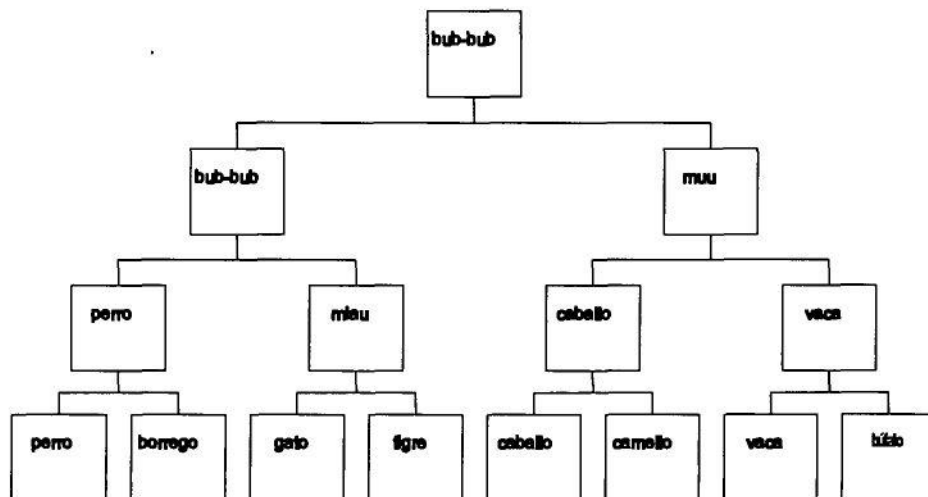 bub-bub
bub-bub
muu
perro
miau
caballo
vaca
perro
borrego
gato
tigre
caballo
camello
vaca
búfalo